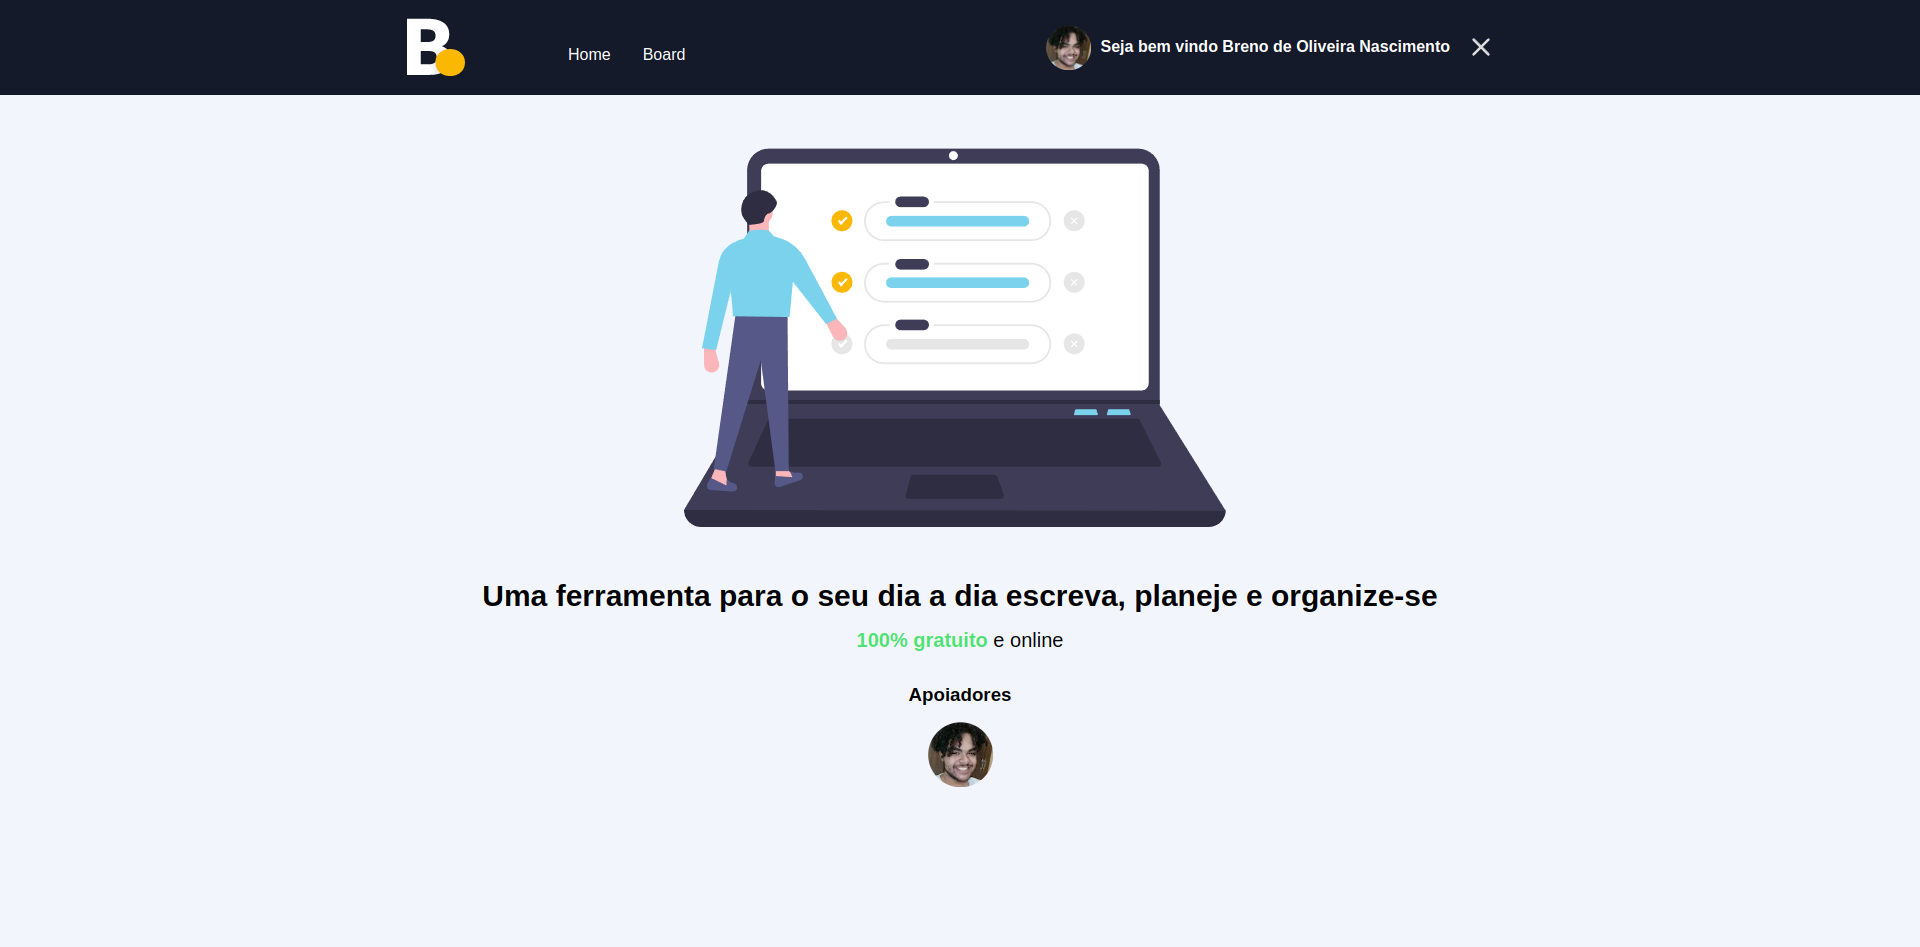 B
Home
Board
Seja bem vindo Breno de Oliveira Nascimento
Uma ferramenta para o seu dia a dia escreva, planeje e organize-se
100% gratuito e online
Apoiadores